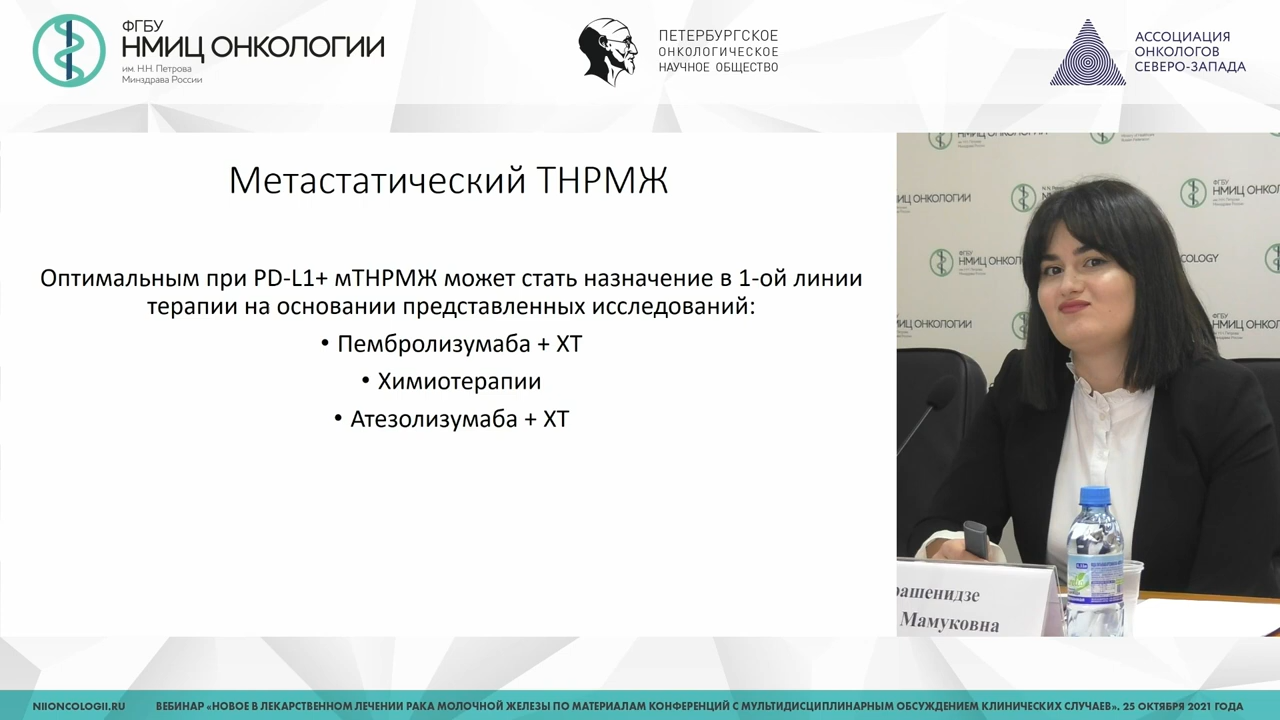 ФГБУ
НМИЦ ОНКОЛОГИИ
им. Н.Н. Петрова
Минздрава России
ПЕТЕРБУРГСКОЕ
ОНКОЛОГИЧЕСКОЕ
НАУЧНОЕ ОБЩЕСТВО
АССОЦИАЦИЯ
ОНКОЛОГОВ
СЕВЕРО-ЗАПАДА
Метастатический ТНРМЖ
Оптимальным при PD-L1+ мТНРМЖ может стать назначение в 1-ой линии
терапии на основании представленных исследований:
• Пембролизумаба + ХТ
• Химиотерапии
• Атезолизумаба + ХТ
ФГБУ
НМИЦ ОНКОЛОГИИ
рашенидзе
Мамуковна
NIIONCOLOGII.RU
ВЕБИНАР «НОВОЕ В ЛЕКАРСТВЕННОМ ЛЕЧЕНИИ РАКА МОЛОЧНОЙ ЖЕЛЕЗЫ ПО МАТЕРИАЛАМ КОНФЕРЕНЦИЙ С МУЛЬТИДИСЦИПЛИНАРНЫМ ОБСУЖДЕНИЕМ КЛИНИЧЕСКИХ СЛУЧАЕВ». 25 ОКТЯБРЯ 2021 ГОДА